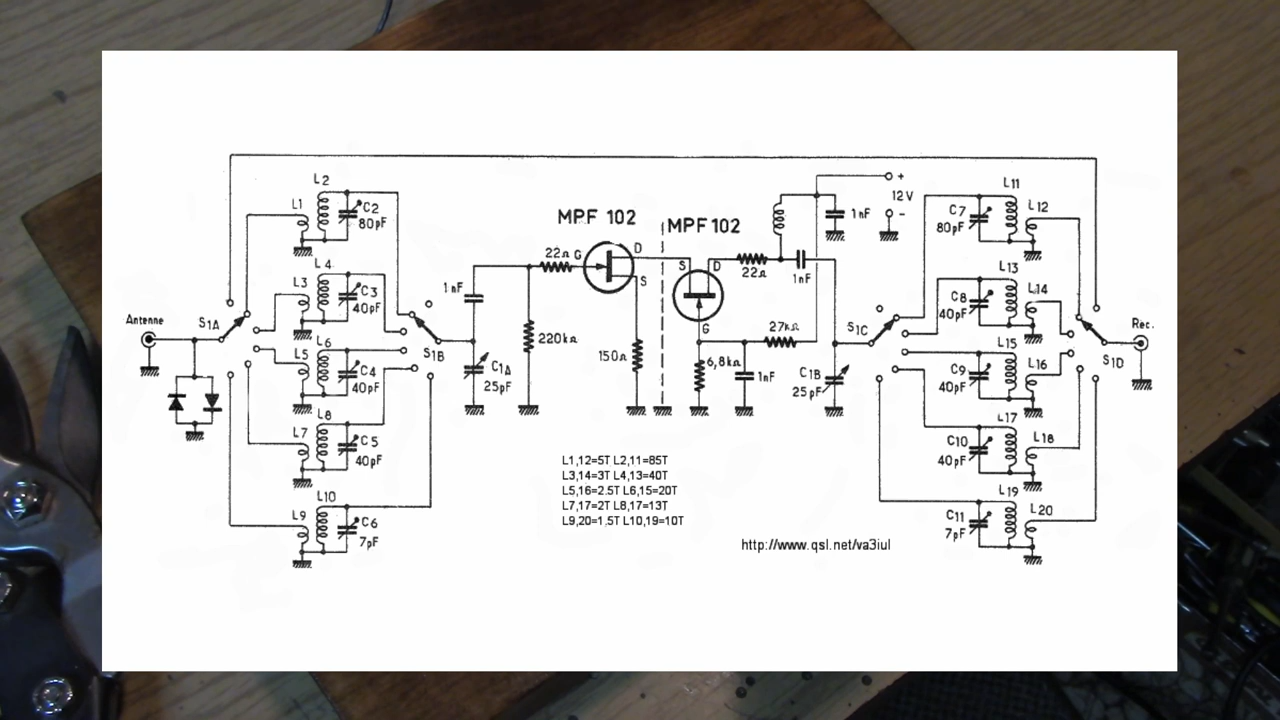 L2
L1
C2
80pF
L4
L3
C3
40pF
L6
L5
C4
40pF
L8
L7
C5
40pF
L10
L9
C6
7pF
Antenne
S1A
S1B
1nF
C1A
25pF
220kΩ
22Ω
G
MPF 102
D
S
150Ω
MPF 102
S
D
G
22Ω
6,8kΩ
1nF
27kΩ
1nF
1nF
+
12V
-
C1B
25pF
S1C
L11
C7
80pF
L12
L13
C8
40pF
L14
L15
C9
40pF
L16
L17
C10
40pF
L18
L19
C11
7pF
L20
S1D
Rec.
L1,12=5T L2,11=85T
L3,14=3T L4,13=40T
L5,16=2.5T L6,15=20T
L7,17=2T L8,17=13T
L9,20=1.5T L10,19=10T
http://www.qsl.net/va3iul